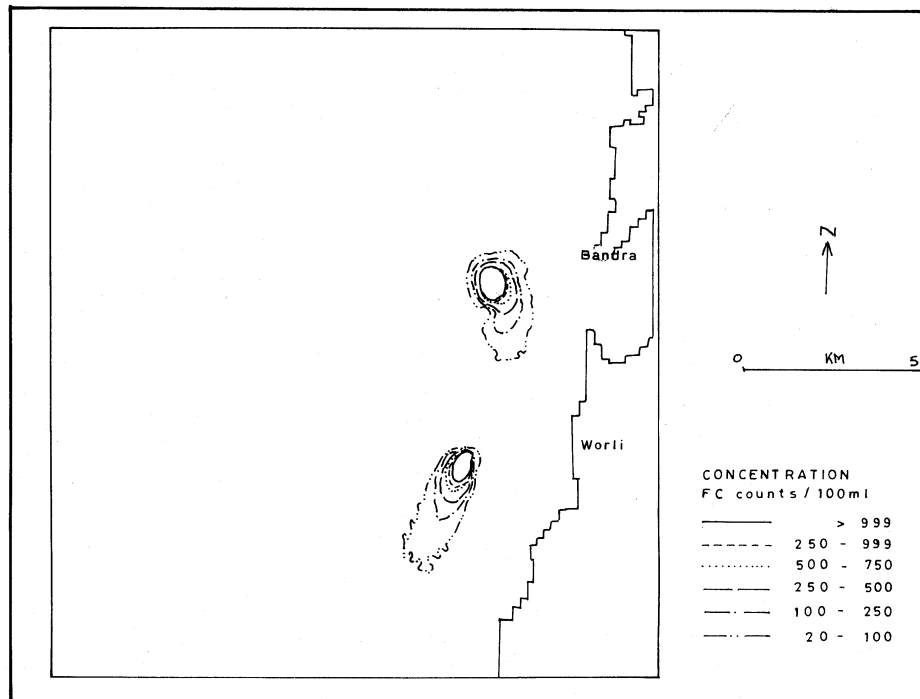 Bandra
Worli
N
0 KM 5
CONCENTRATION
FC counts / 100ml
> 999
250 - 999
500 - 750
250 - 500
100 - 250
20 - 100